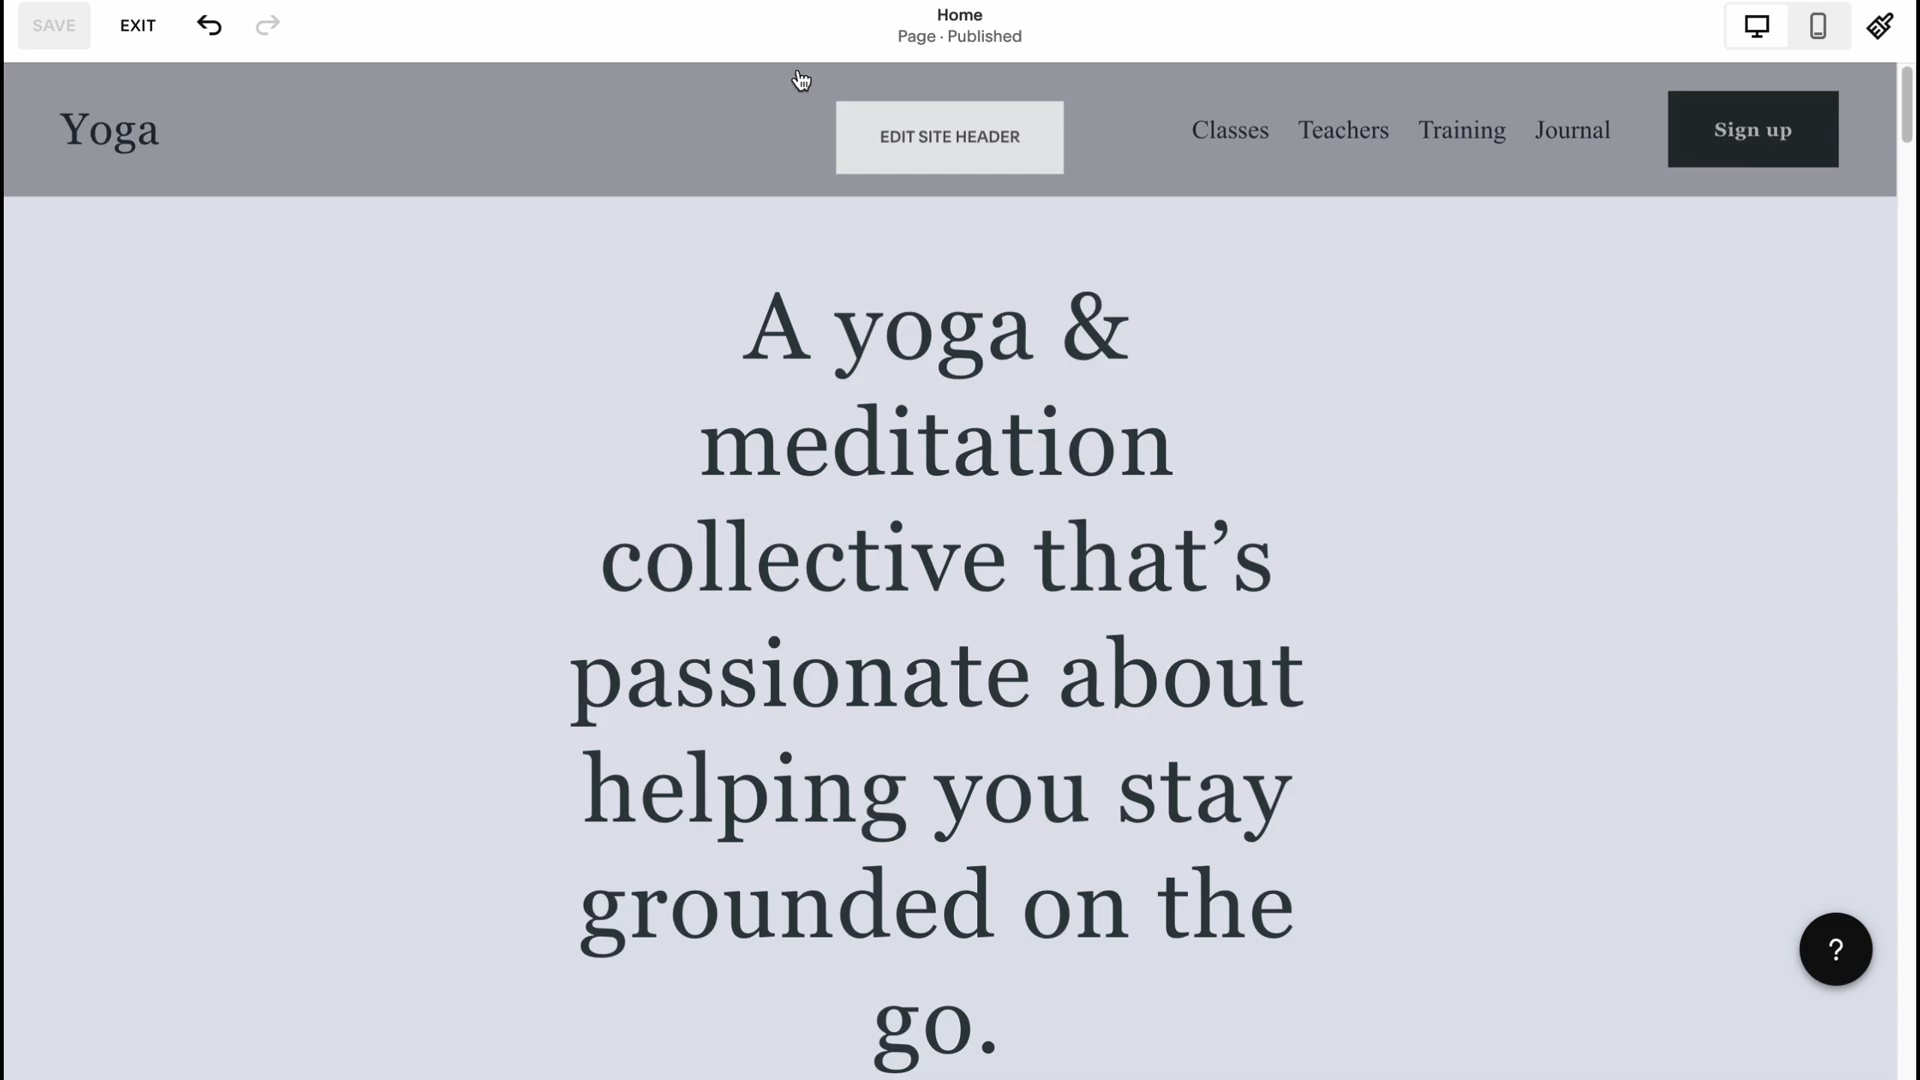 SAVE
EXIT
Home
Page · Published
Yoga
EDIT SITE HEADER
Classes
Teachers
Training
Journal
Sign up
A yoga &
meditation
collective that’s
passionate about
helping you stay
grounded on the
go.
?